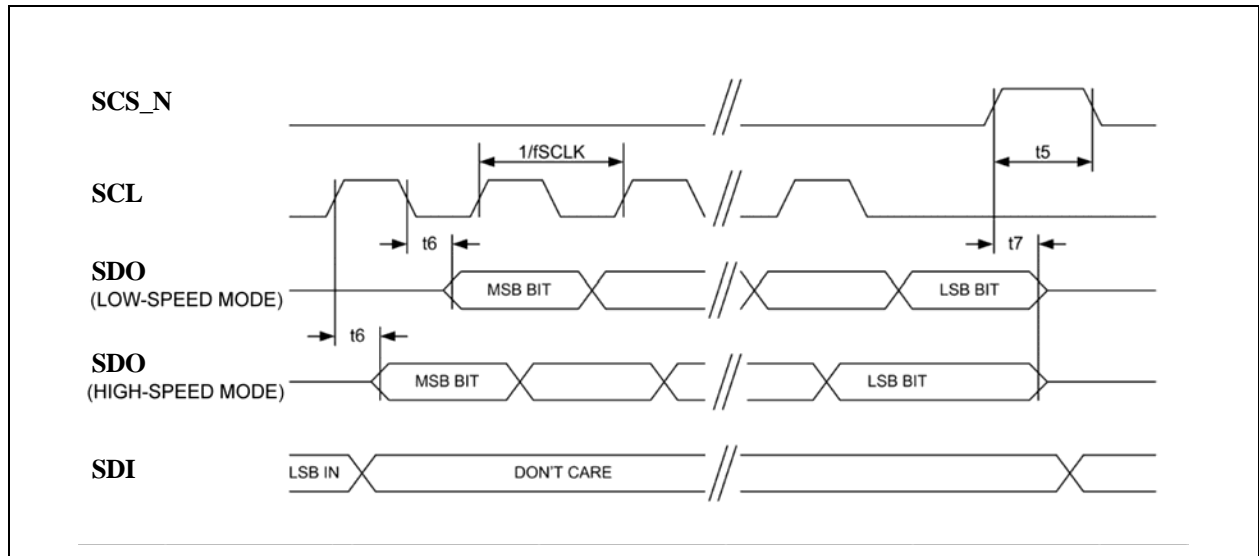 SCS_N
1/fSCLK
t5
SCL
t6
t7
SDO
(LOW-SPEED MODE)
MSB BIT
LSB BIT
t6
SDO
(HIGH-SPEED MODE)
MSB BIT
LSB BIT
SDI
LSB IN
DON'T CARE